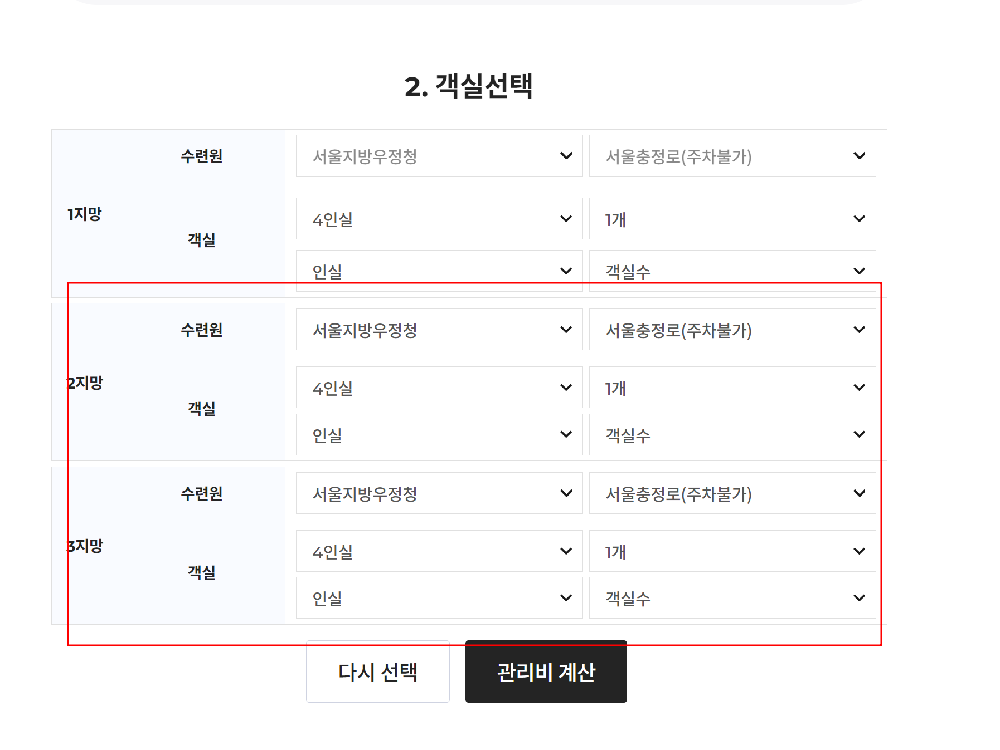 2. 객실선택
1지망
수련원
서울지방우정청
서울충정로(주차불가)
객실
4인실
1개
인실
객실수
2지망
수련원
서울지방우정청
서울충정로(주차불가)
객실
4인실
1개
인실
객실수
3지망
수련원
서울지방우정청
서울충정로(주차불가)
객실
4인실
1개
인실
객실수
다시 선택
관리비 계산